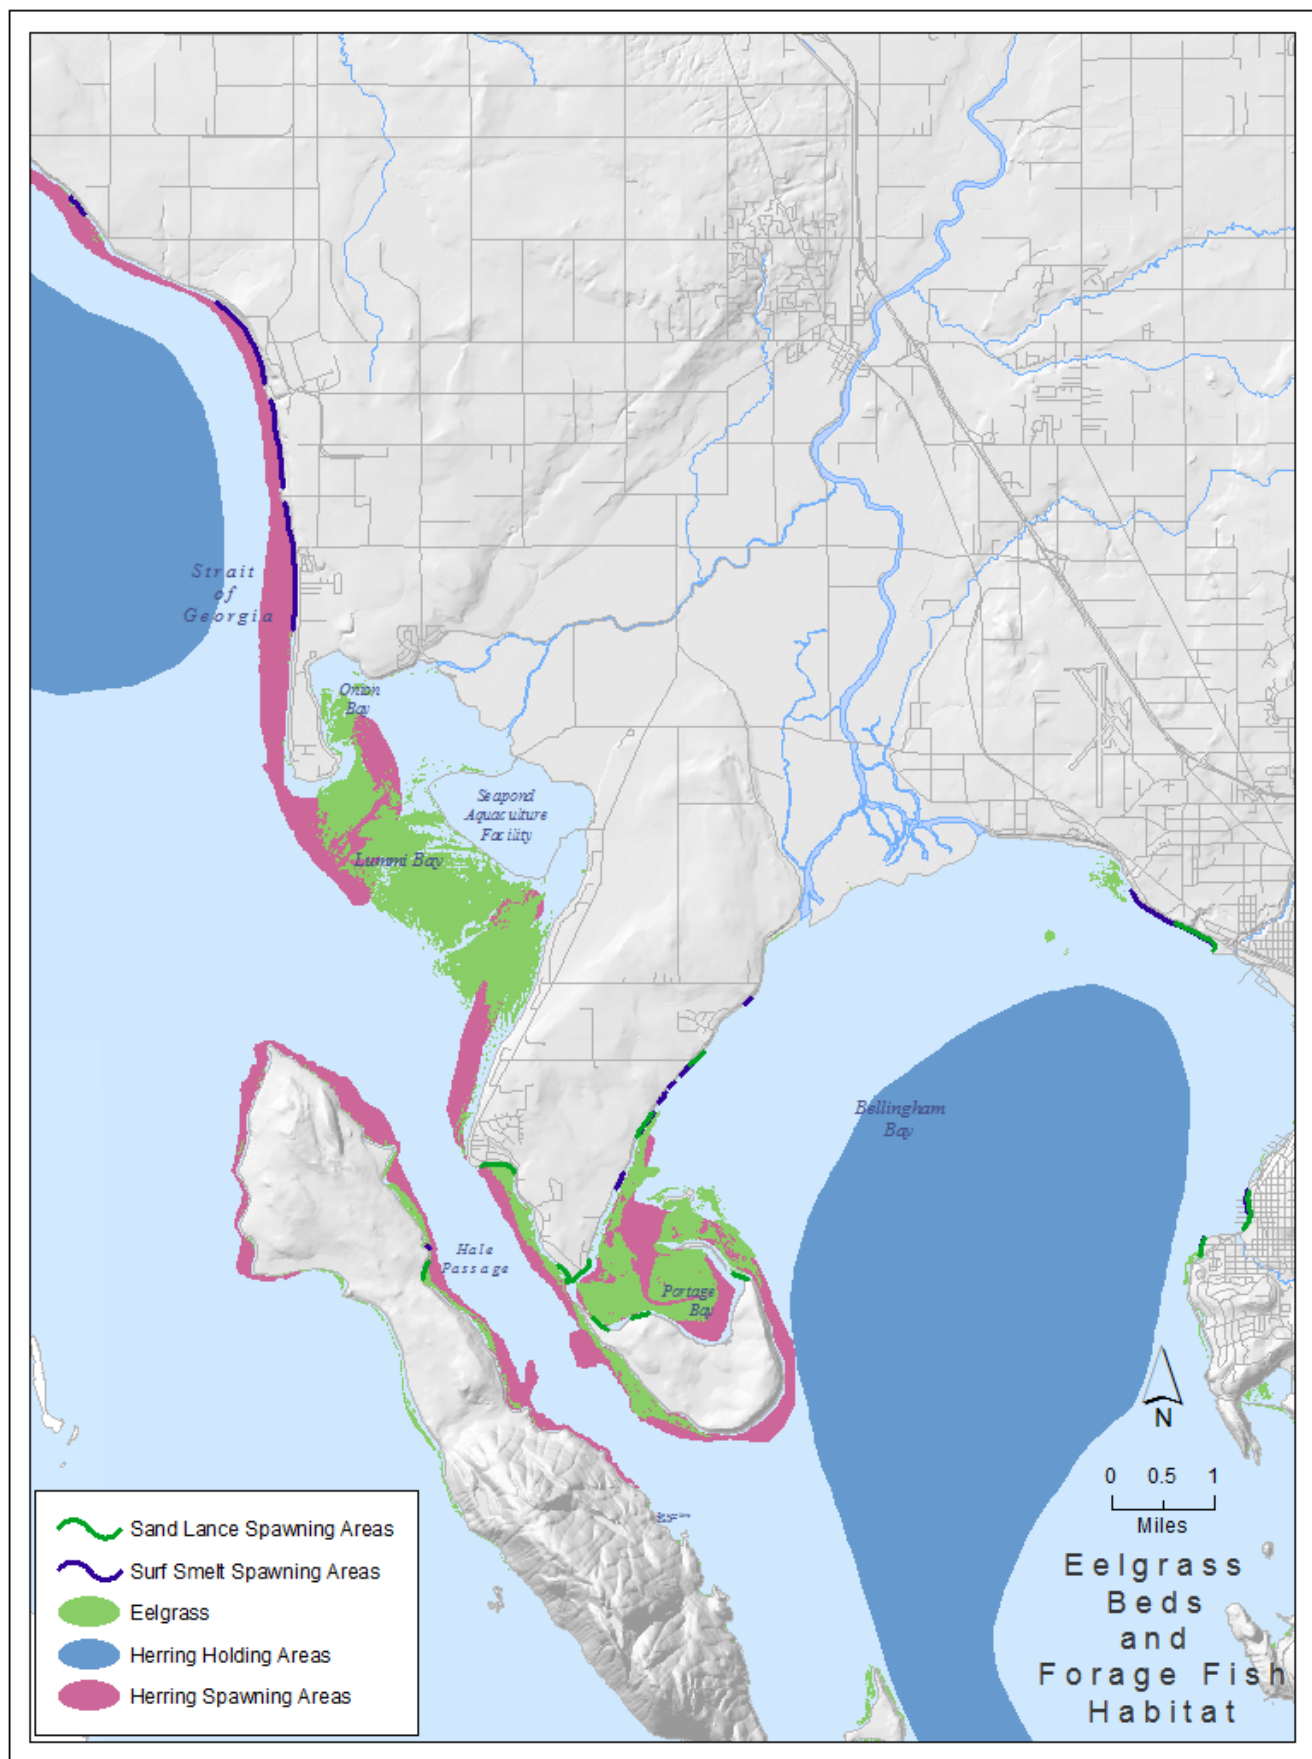 Strait
of
Georgia
Onion
Bay
Seapond
Aquaculture
Facility
Lummi Bay
Bellingham
Bay
Hale
Passage
Portage
Bay
N
0 0.5 1
Miles
Eelgrass
Beds
and
Forage Fish
Habitat
Sand Lance Spawning Areas
Surf Smelt Spawning Areas
Eelgrass
Herring Holding Areas
Herring Spawning Areas